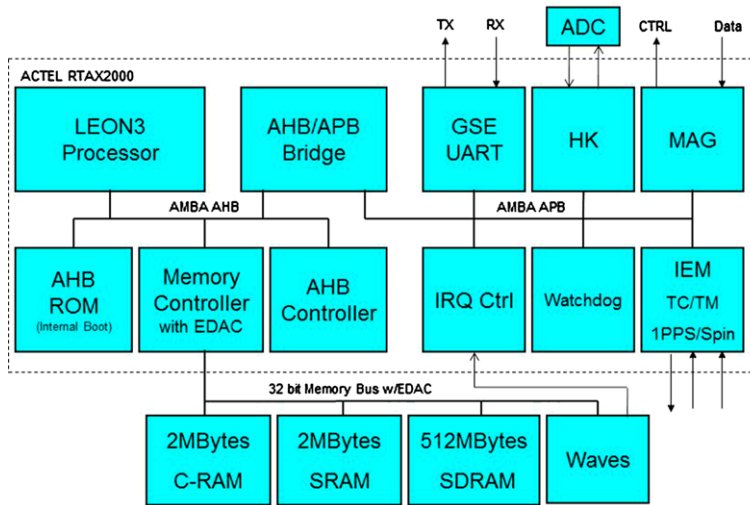 TX
RX
ADC
CTRL
Data
ACTEL RTAX2000
LEON3
Processor
AHB/APB
Bridge
GSE
UART
HK
MAG
AMBA AHB
AMBA APB
AHB
ROM
(Internal Boot)
Memory
Controller
with EDAC
AHB
Controller
IRQ Ctrl
Watchdog
IEM
TC/TM
1PPS/Spin
32 bit Memory Bus w/EDAC
2MBytes
C-RAM
2MBytes
SRAM
512MBytes
SDRAM
Waves